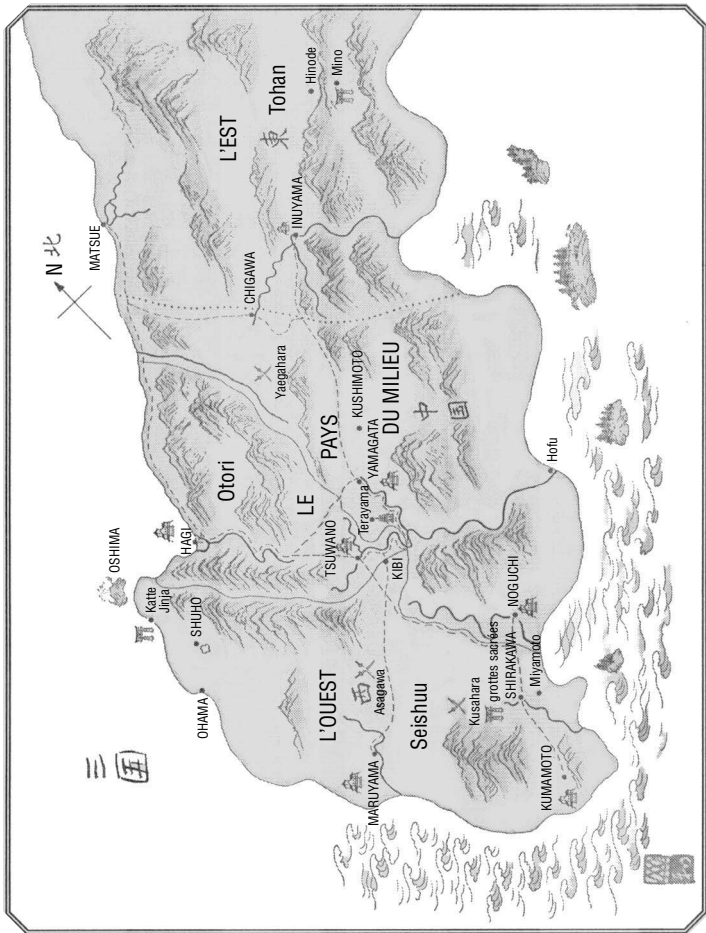 三
国
OSHIMA
Katte
Jinja
HAGI
SHUHO
OHAMA
N 北
MATSUE
L'EST
東
Tohan
Hinode
Mino
INUYAMA
CHIGAWA
Yaegahara
Otori
LE
PAYS
DU MILIEU
中
国
KUSHIMOTO
YAMAGATA
Terayama
TSUWANO
KIBI
Hofu
L'OUEST
西
Asagawa
MARUYAMA
Seishuu
Kusahara
grottes sacrées
SHIRAKAWA
NOGUCHI
Miyamoto
KUMAMOTO